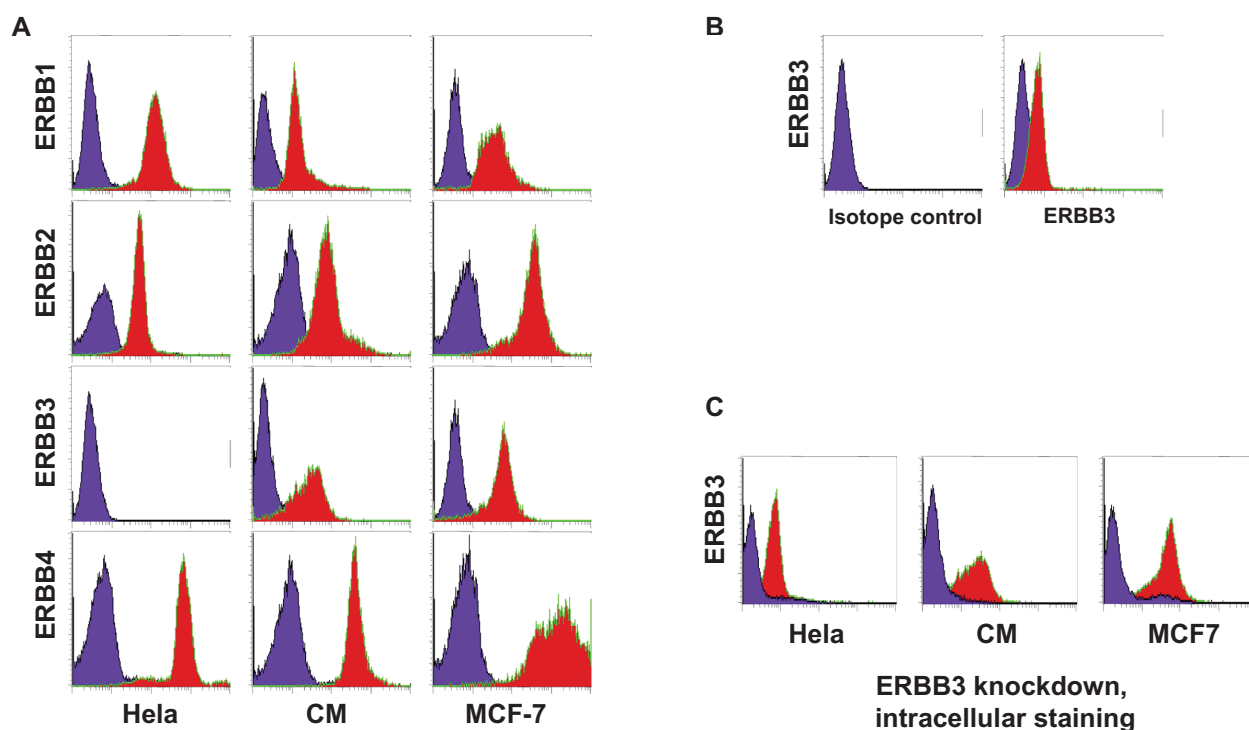 A
ERBB1
ERBB2
ERBB3
ERBB4
Hela
CM
MCF-7
B
ERBB3
Isotope control
ERBB3
C
ERBB3
Hela
CM
MCF7
ERBB3 knockdown,
intracellular staining